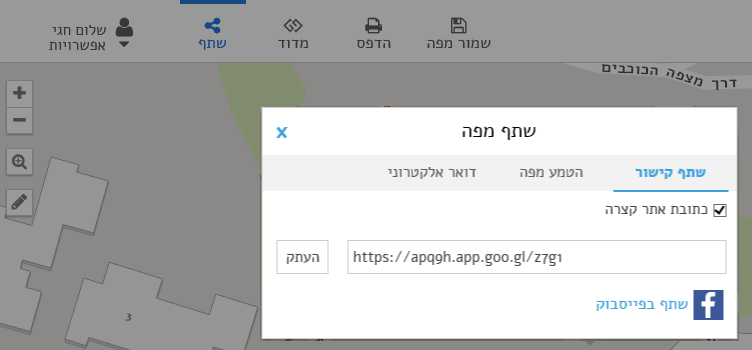 שלום חגי
אפשרויות
שתף
מדוד
הדפס
שמור מפה
דרך מצפה הכוכבים
שתף מפה
x
שתף קישור
הטמע מפה
דואר אלקטרוני
כתובת אתר קצרה
https://apq9h.app.goo.gl/z7g1
העתק
שתף בפייסבוק
3